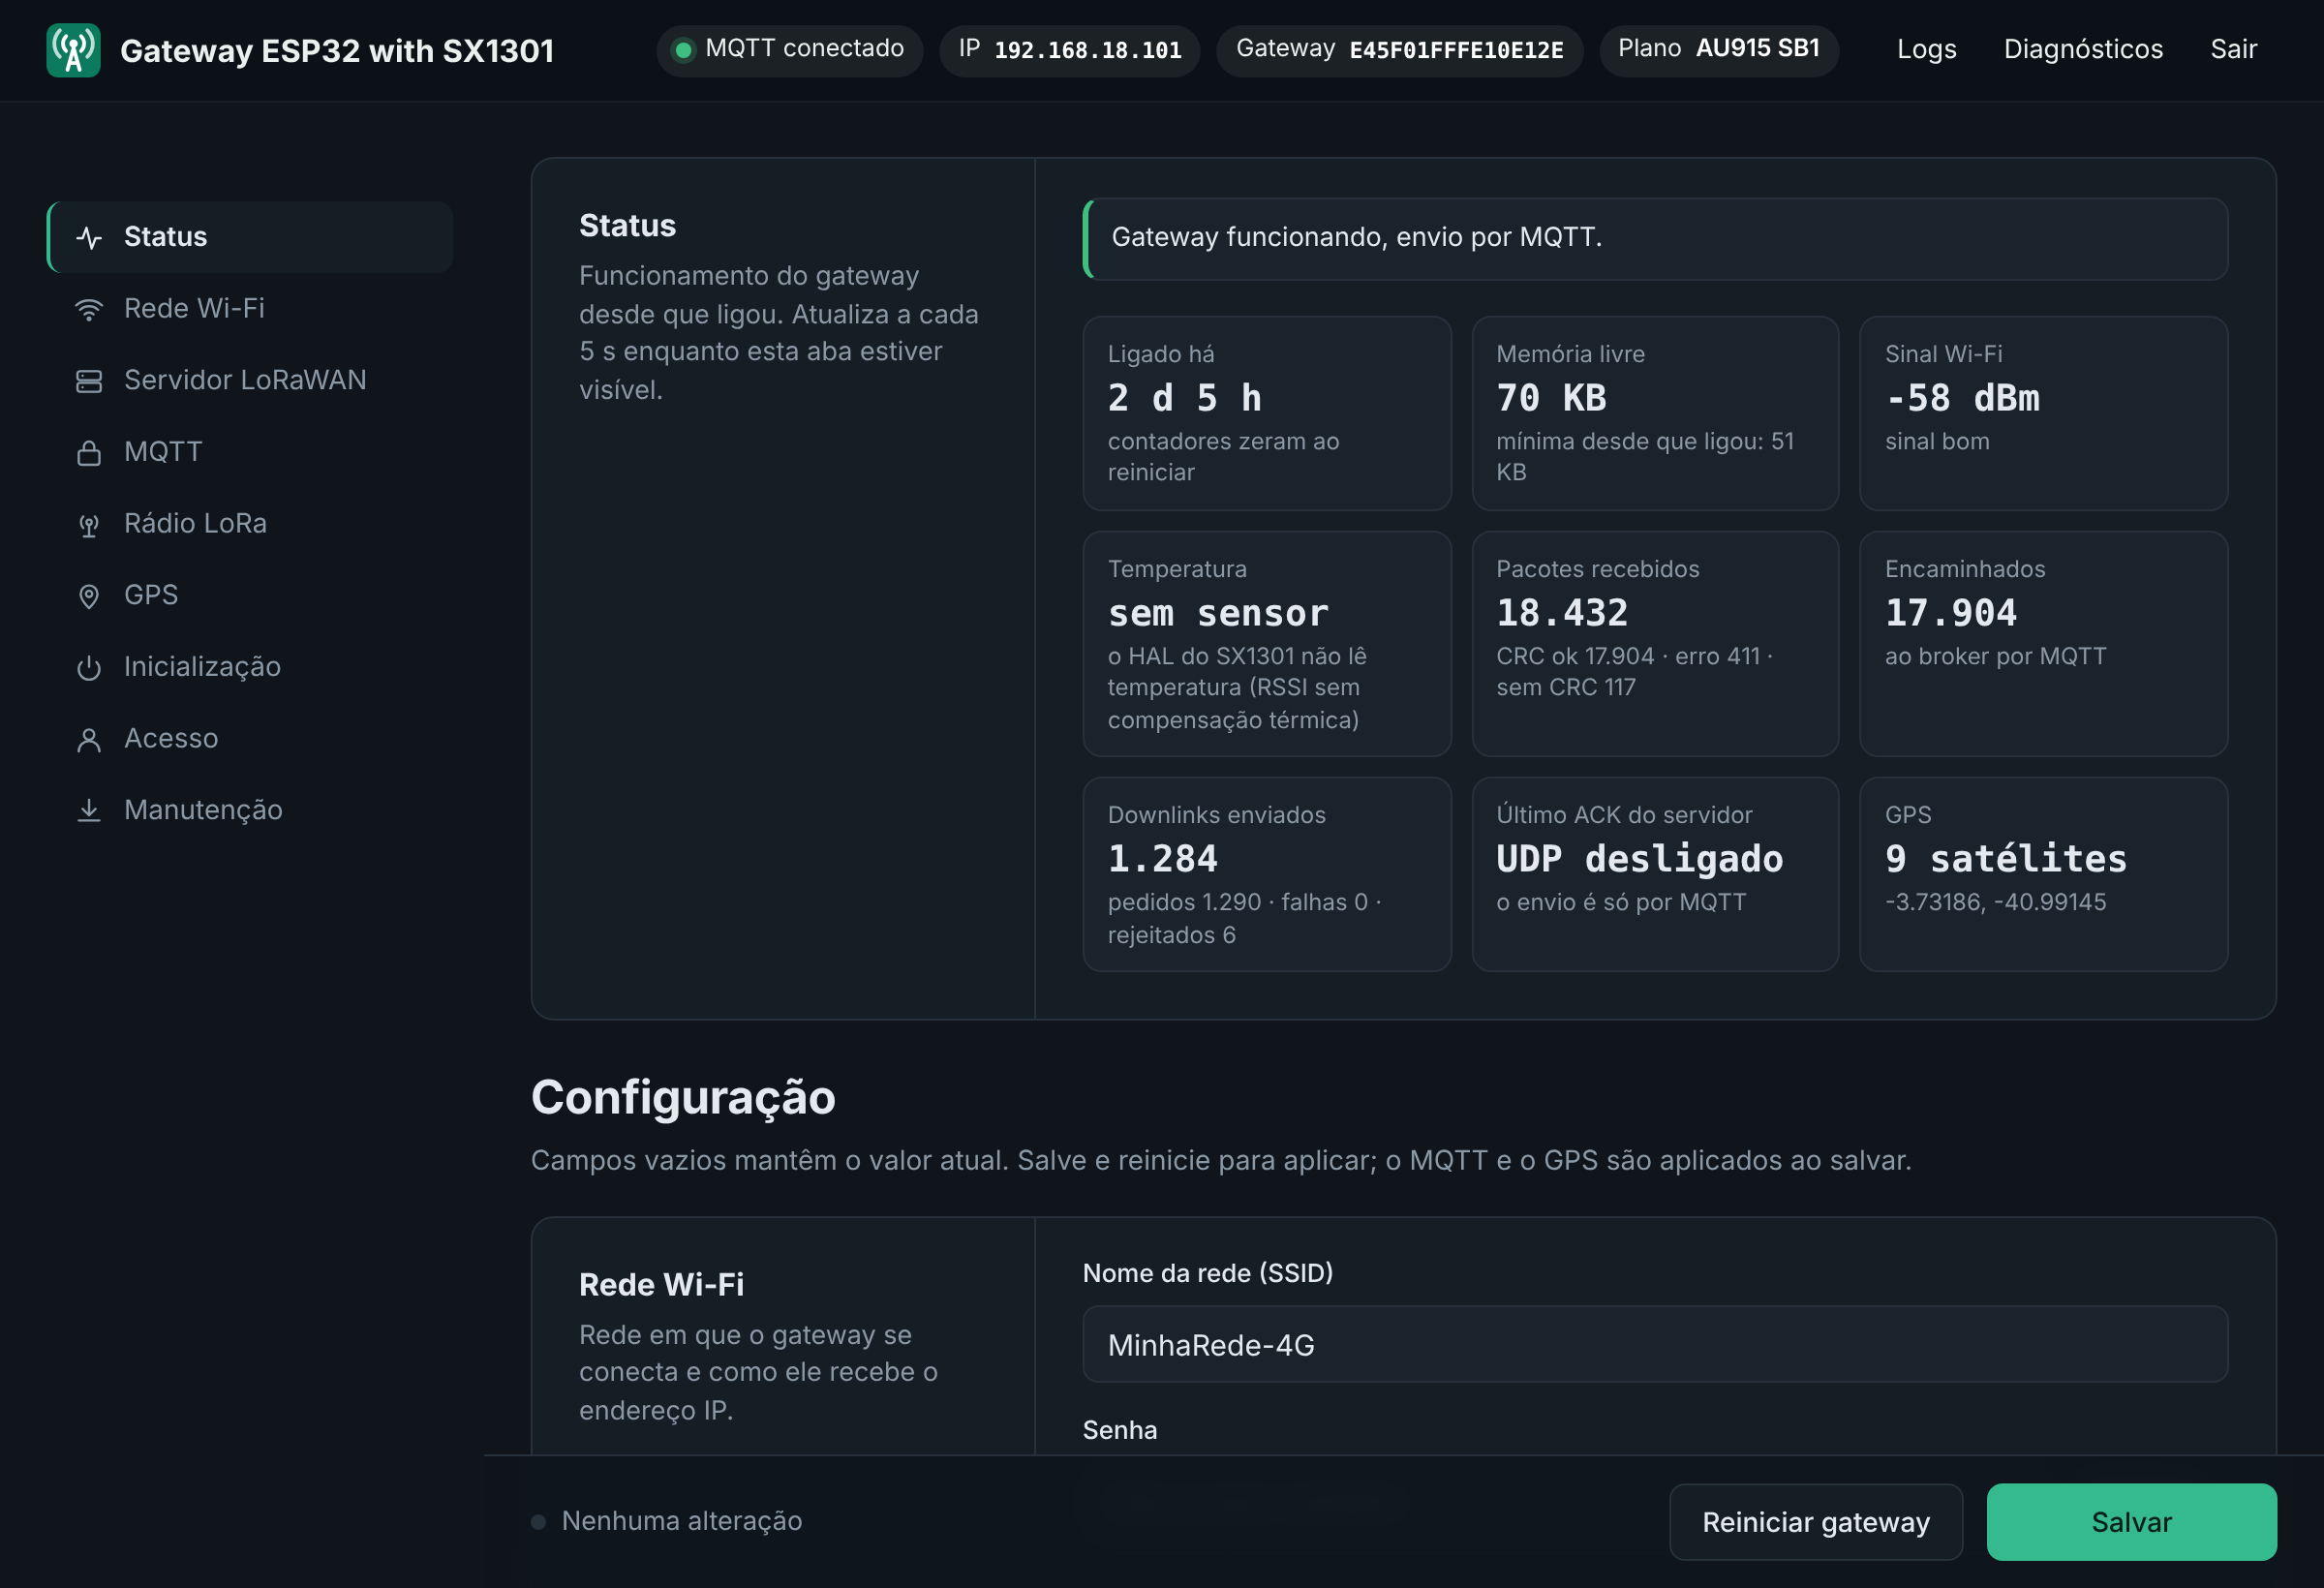 Gateway ESP32 with SX1301
MQTT conectado
IP 192.168.18.101
Gateway E45F01FFFE10E12E
Plano AU915 SB1
Logs
Diagnósticos
Sair
Status
Rede Wi-Fi
Servidor LoRaWAN
MQTT
Rádio LoRa
GPS
Inicialização
Acesso
Manutenção
Status
Funcionamento do gateway
desde que ligou. Atualiza a cada
5 s enquanto esta aba estiver
visível.
Gateway funcionando, envio por MQTT.
Ligado há
2 d 5 h
contadores zeram ao
reiniciar
Memória livre
70 KB
mínima desde que ligou: 51
KB
Sinal Wi-Fi
-58 dBm
sinal bom
Temperatura
sem sensor
o HAL do SX1301 não lê
temperatura (RSSI sem
compensação térmica)
Pacotes recebidos
18.432
CRC ok 17.904 · erro 411 ·
sem CRC 117
Encaminhados
17.904
ao broker por MQTT
Downlinks enviados
1.284
pedidos 1.290 · falhas 0 ·
rejeitados 6
Último ACK do servidor
UDP desligado
o envio é só por MQTT
GPS
9 satélites
-3.73186, -40.99145
Configuração
Campos vazios mantêm o valor atual. Salve e reinicie para aplicar; o MQTT e o GPS são aplicados ao salvar.
Rede Wi-Fi
Rede em que o gateway se
conecta e como ele recebe o
endereço IP.
Nome da rede (SSID)
MinhaRede-4G
Senha
Nenhuma alteração
Reiniciar gateway
Salvar